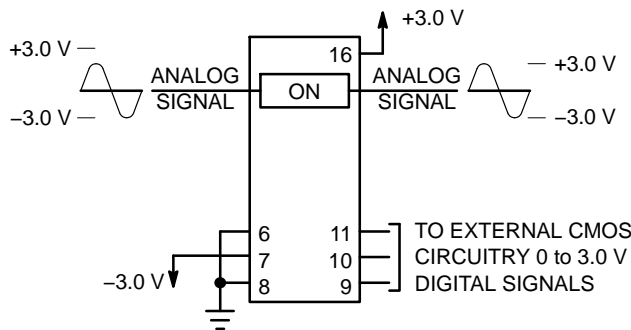 +3.0 V
16
+3.0 V
–3.0 V
ANALOG
SIGNAL
ON
ANALOG
SIGNAL
+3.0 V
–3.0 V
6
7
8
–3.0 V
11
10
9
TO EXTERNAL CMOS
CIRCUITRY 0 to 3.0 V
DIGITAL SIGNALS